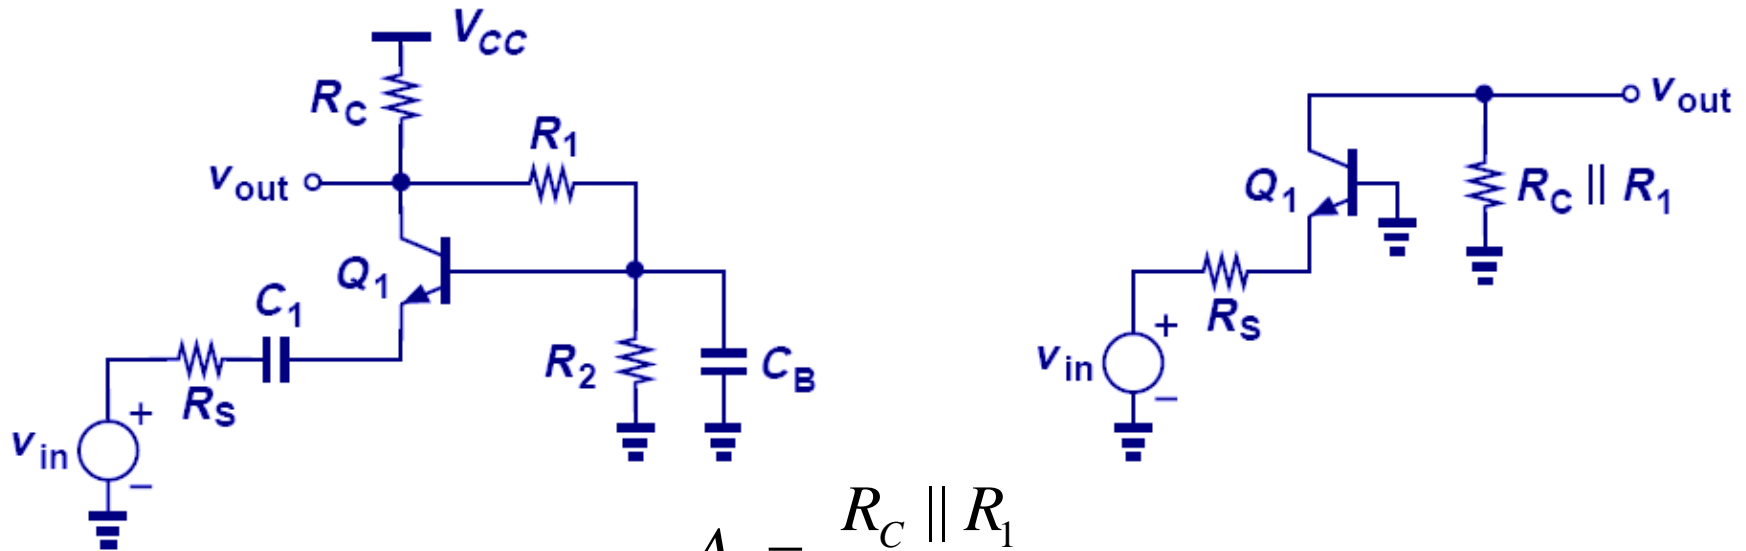 V_CC
R_C
R_1
v_out
Q_1
C_1
R_S
v_in
+
−
R_2
C_B
v_out
Q_1
R_C || R_1
R_S
v_in
+
−
R_C || R_1
=